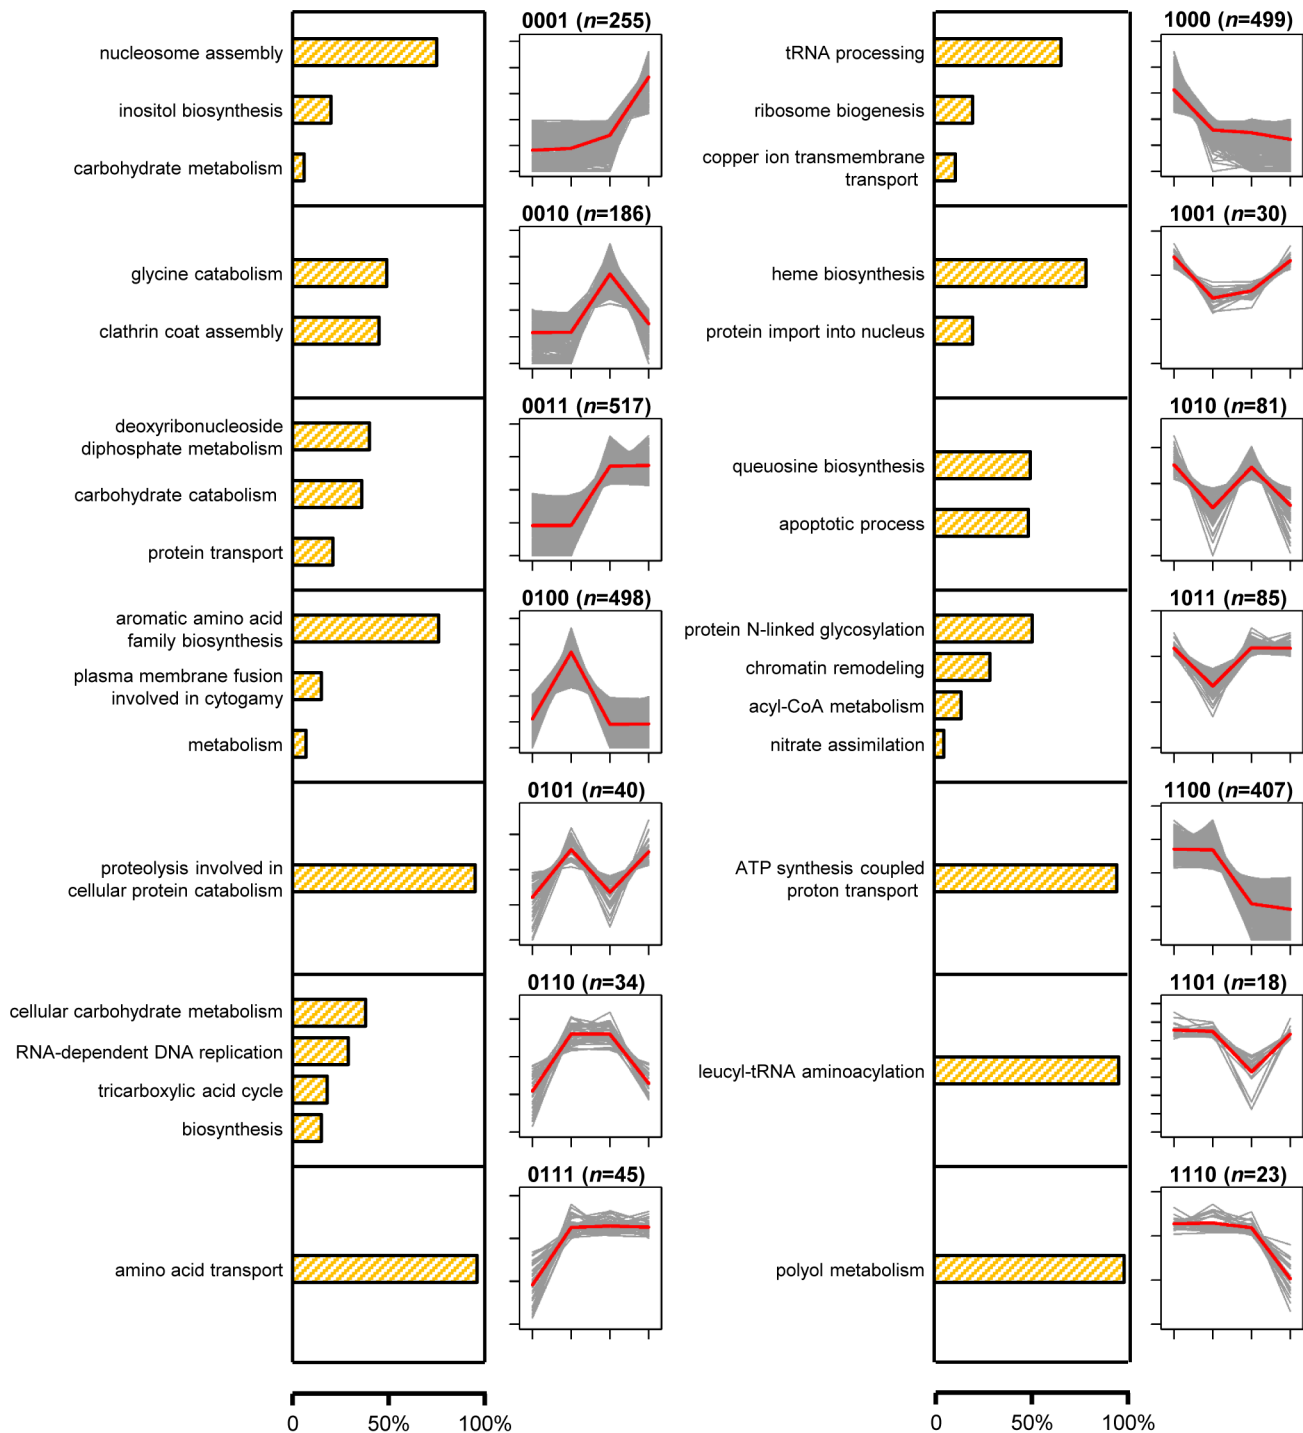 0001 (n=255)
nucleosome assembly
inositol biosynthesis
carbohydrate metabolism
0010 (n=186)
glycine catabolism
clathrin coat assembly
0011 (n=517)
deoxyribonucleoside
diphosphate metabolism
carbohydrate catabolism
protein transport
0100 (n=498)
aromatic amino acid
family biosynthesis
plasma membrane fusion
involved in cytogamy
metabolism
0101 (n=40)
proteolysis involved in
cellular protein catabolism
0110 (n=34)
cellular carbohydrate metabolism
RNA-dependent DNA replication
tricarboxylic acid cycle
biosynthesis
0111 (n=45)
amino acid transport
0 50% 100%
1000 (n=499)
tRNA processing
ribosome biogenesis
copper ion transmembrane
transport
1001 (n=30)
heme biosynthesis
protein import into nucleus
1010 (n=81)
queuosine biosynthesis
apoptotic process
1011 (n=85)
protein N-linked glycosylation
chromatin remodeling
acyl-CoA metabolism
nitrate assimilation
1100 (n=407)
ATP synthesis coupled
proton transport
1101 (n=18)
leucyl-tRNA aminoacylation
1110 (n=23)
polyol metabolism
0 50% 100%